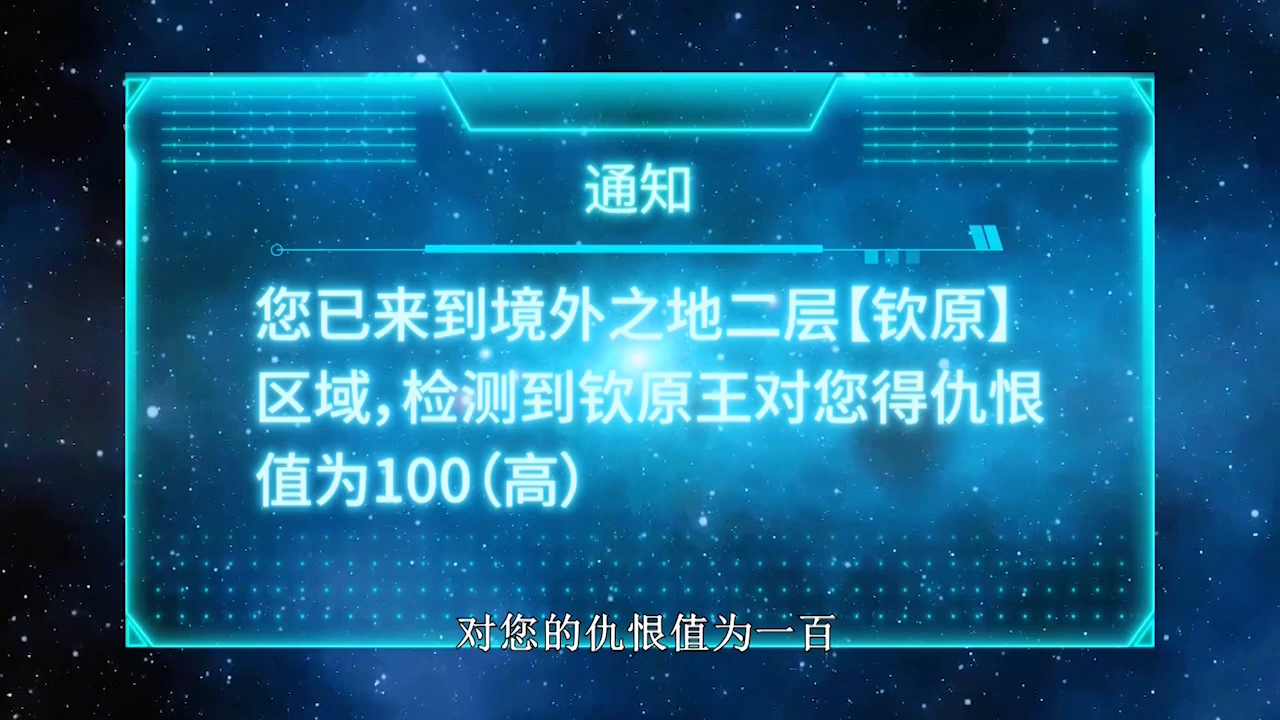 通知
您已来到境外之地二层【钦原】
区域,检测到钦原王对您得仇恨
值为100(高)
对您的仇恨值为一百